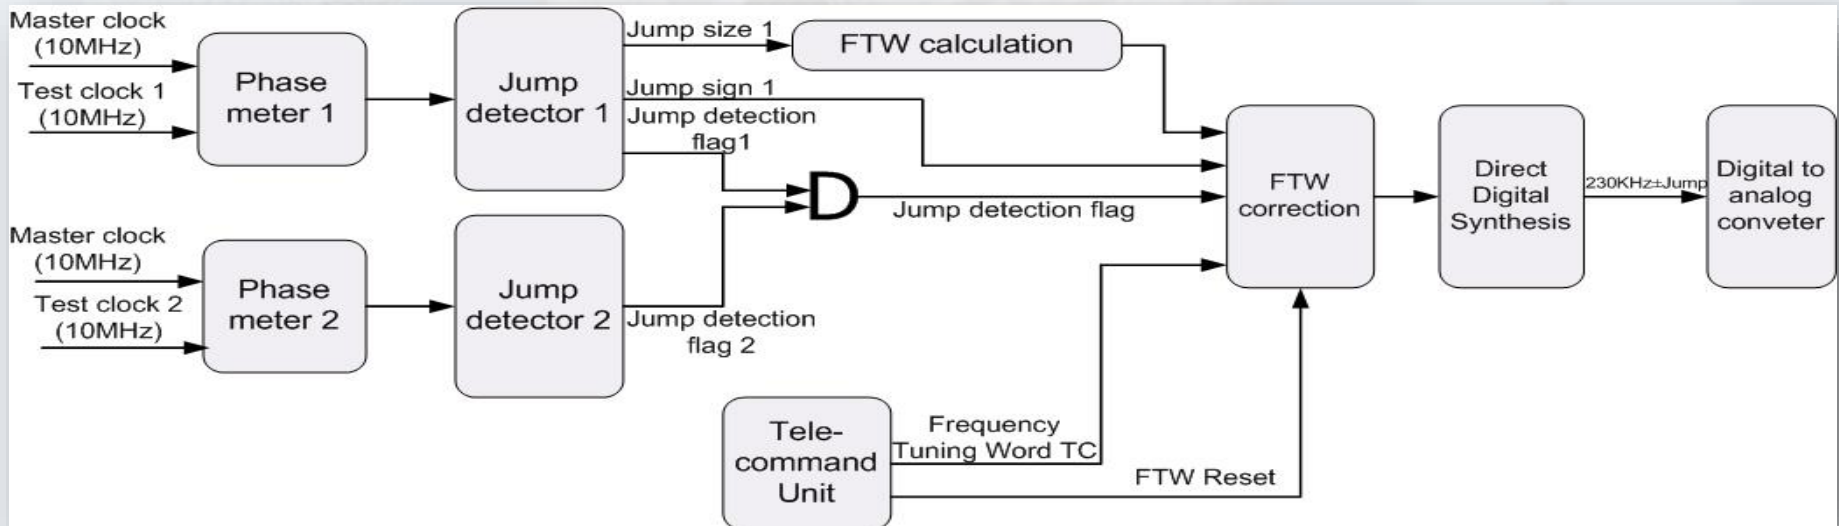 Master clock
(10MHz)
Test clock 1
(10MHz)
Phase
meter 1
Jump
detector 1
Jump size 1
FTW calculation
Jump sign 1
Jump detection
flag1
D
Jump detection flag
FTW
correction
Direct
Digital
Synthesis
230KHz±Jump
Digital to
analog
conveter
Master clock
(10MHz)
Test clock 2
(10MHz)
Phase
meter 2
Jump
detector 2
Jump detection
flag 2
Tele-
command
Unit
Frequency
Tuning Word TC
FTW Reset